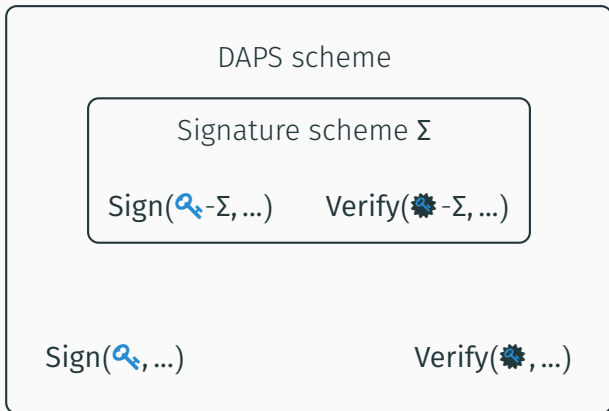 DAPS scheme
Signature scheme Σ
Sign( -Σ, ...) Verify( -Σ, ...)
Sign( , ...) Verify( , ...)